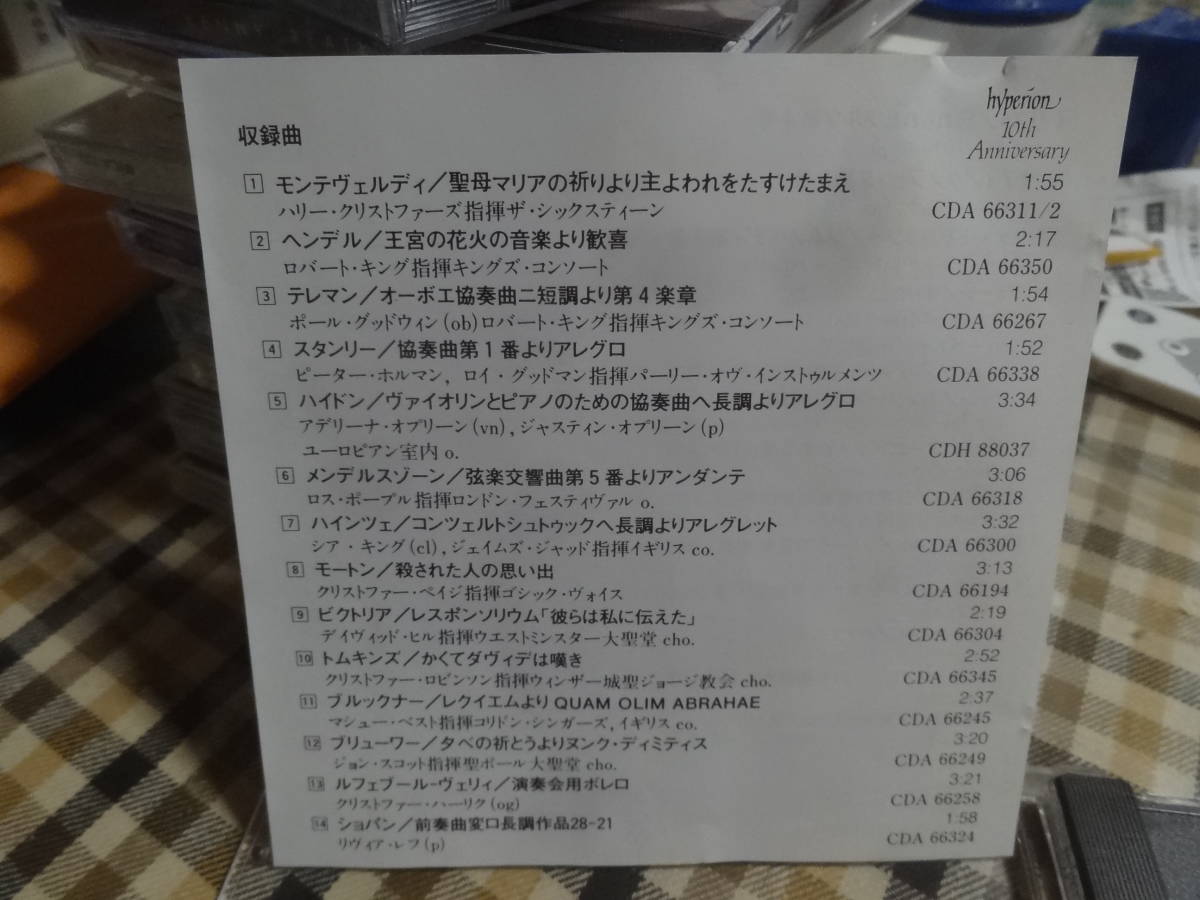 hyperion
10th
Anniversary
収録曲
1 モンテヴェルディ/聖母マリアの祈りより主よわれをたすけたまえ 1:55
ハリー・クリストファーズ指揮ザ・シックスティーン CDA 66311/2
2 ヘンデル/王宮の花火の音楽より歓喜 2:17
ロバート・キング指揮キングズ・コンソート CDA 66350
3 テレマン/オーボエ協奏曲ニ短調より第4楽章 1:54
ポール・グッドウィン(ob)ロバート・キング指揮キングズ・コンソート CDA 66267
4 スタンリー/協奏曲第1番よりアレグロ 1:52
ピーター・ホルマン, ロイ・グッドマン指揮パーリー・オヴ・インストゥルメンツ CDA 66338
5 ハイドン/ヴァイオリンとピアノのための協奏曲ヘ長調よりアレグロ 3:34
アデリーナ・オプリーン(vn),ジャスティン・オプリーン(p)
ユーロピアン室内 o. CDH 88037
6 メンデルスゾーン/弦楽交響曲第5番よりアンダンテ 3:06
ロス・ポープル指揮ロンドン・フェスティヴァル o. CDA 66318
7 ハインツェ/コンツェルトシュトゥックヘ長調よりアレグレット 3:32
シア・キング(cl),ジェイムズ・ジャッド指揮イギリス co. CDA 66300
8 モートン/殺された人の思い出 3:13
クリストファー・ペイジ指揮ゴシック・ヴォイス CDA 66194
9 ビクトリア/レスポンソリウム「彼らは私に伝えた」 2:19
デイヴィッド・ヒル指揮ウエストミンスター大聖堂 cho. CDA 66304
10 トムキンズ/かくてダヴィデは嘆き 2:52
クリストファー・ロビンソン指揮ウィンザー城聖ジョージ教会 cho. CDA 66345
11 ブルックナー/レクイエムより QUAM OLIM ABRAHAE 2:37
マシュー・ベスト指揮コリドン・シンガーズ, イギリス co. CDA 66245
12 ブリューワー/夕べの祈とうよりヌンク・ディミティス 3:20
ジョン・スコット指揮聖ポール大聖堂 cho. CDA 66249
13 ルフェブール-ヴェリィ/演奏会用ボレロ 3:21
クリストファー・ハーリク(og) CDA 66258
14 ショパン/前奏曲変ロ長調作品28-21 1:58
リヴィア・レフ(p) CDA 66324